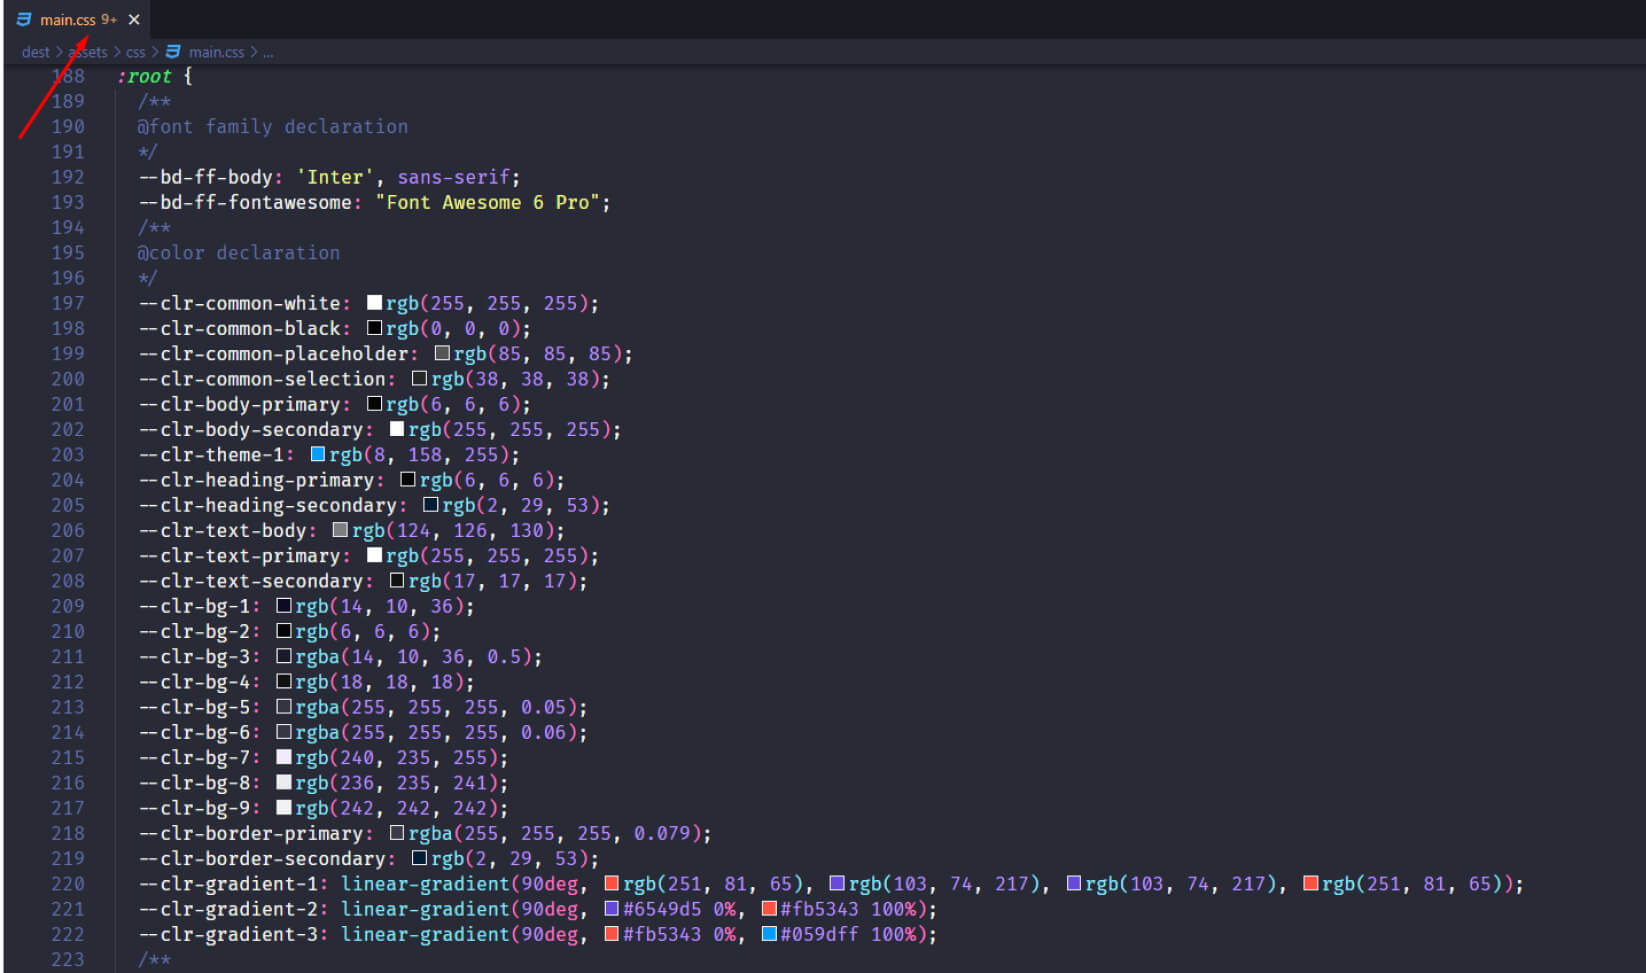 main.css 9+ ×
dest > assets > css > main.css > ...
188 :root {
189 /**
190 @font family declaration
191 */
192 --bd-ff-body: 'Inter', sans-serif;
193 --bd-ff-fontawesome: "Font Awesome 6 Pro";
194 /**
195 @color declaration
196 */
197 --clr-common-white: rgb(255, 255, 255);
198 --clr-common-black: rgb(0, 0, 0);
199 --clr-common-placeholder: rgb(85, 85, 85);
200 --clr-common-selection: rgb(38, 38, 38);
201 --clr-body-primary: rgb(6, 6, 6);
202 --clr-body-secondary: rgb(255, 255, 255);
203 --clr-theme-1: rgb(8, 158, 255);
204 --clr-heading-primary: rgb(6, 6, 6);
205 --clr-heading-secondary: rgb(2, 29, 53);
206 --clr-text-body: rgb(124, 126, 130);
207 --clr-text-primary: rgb(255, 255, 255);
208 --clr-text-secondary: rgb(17, 17, 17);
209 --clr-bg-1: rgb(14, 10, 36);
210 --clr-bg-2: rgb(6, 6, 6);
211 --clr-bg-3: rgba(14, 10, 36, 0.5);
212 --clr-bg-4: rgb(18, 18, 18);
213 --clr-bg-5: rgba(255, 255, 255, 0.05);
214 --clr-bg-6: rgba(255, 255, 255, 0.06);
215 --clr-bg-7: rgb(240, 235, 255);
216 --clr-bg-8: rgb(236, 235, 241);
217 --clr-bg-9: rgb(242, 242, 242);
218 --clr-border-primary: rgba(255, 255, 255, 0.079);
219 --clr-border-secondary: rgb(2, 29, 53);
220 --clr-gradient-1: linear-gradient(90deg, rgb(251, 81, 65), rgb(103, 74, 217), rgb(103, 74, 217), rgb(251, 81, 65));
221 --clr-gradient-2: linear-gradient(90deg, #6549d5 0%, #fb5343 100%);
222 --clr-gradient-3: linear-gradient(90deg, #fb5343 0%, #059dff 100%);
223 /**